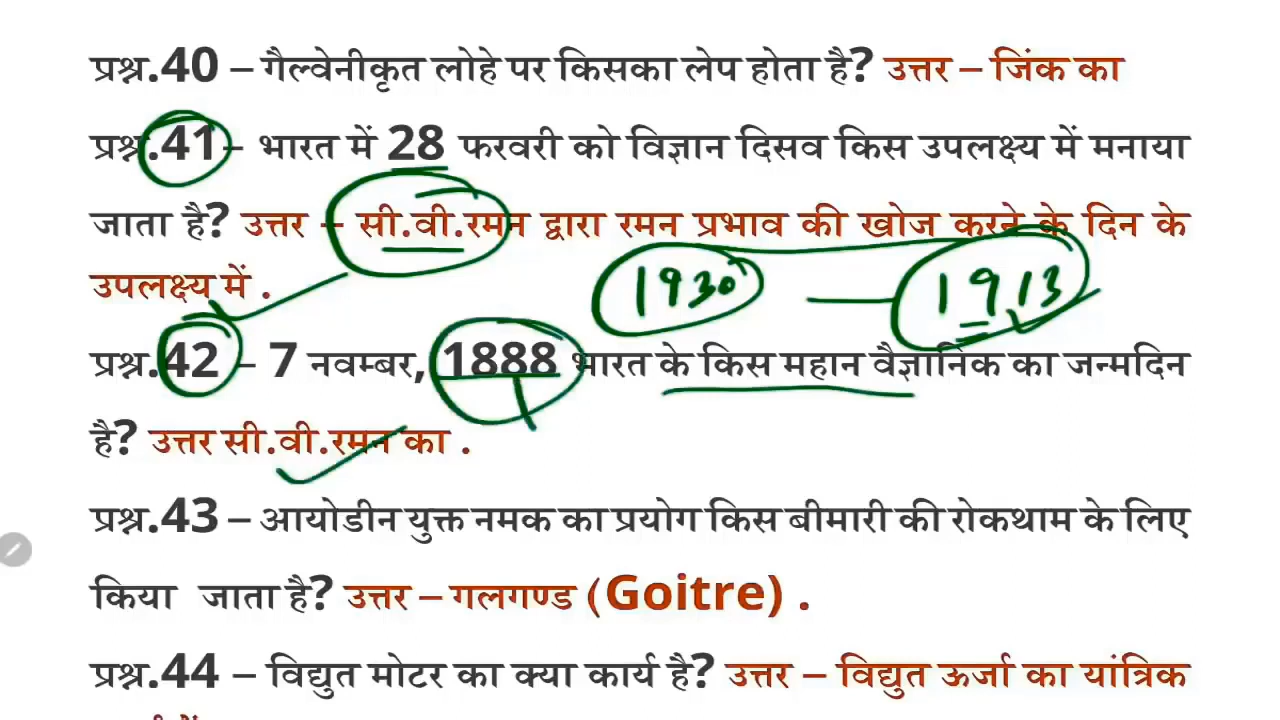 प्रश्न.40 – गैल्वेनीकृत लोहे पर किसका लेप होता है? उत्तर – जिंक का
प्रश्न.41 – भारत में 28 फरवरी को विज्ञान दिसव किस उपलक्ष्य में मनाया
जाता है? उत्तर – सी.वी.रमन द्वारा रमन प्रभाव की खोज करने के दिन के
उपलक्ष्य में .
1930 1913
प्रश्न.42 – 7 नवम्बर, 1888 भारत के किस महान वैज्ञानिक का जन्मदिन
है? उत्तर सी.वी.रमन का .
प्रश्न.43 – आयोडीन युक्त नमक का प्रयोग किस बीमारी की रोकथाम के लिए
किया जाता है? उत्तर – गलगण्ड (Goitre) .
प्रश्न.44 – विद्युत मोटर का क्या कार्य है? उत्तर – विद्युत ऊर्जा का यांत्रिक